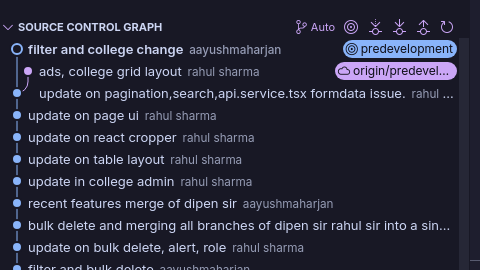 SOURCE CONTROL GRAPH Auto
filter and college change aayushmaharjan predevelopment
ads, college grid layout rahul sharma origin/predevel...
update on pagination,search,api.service.tsx formdata issue. rahul ...
update on page ui rahul sharma
update on react cropper rahul sharma
update on table layout rahul sharma
update in college admin rahul sharma
recent features merge of dipen sir aayushmaharjan
bulk delete and merging all branches of dipen sir rahul sir into a sin...
update on bulk delete, alert, role rahul sharma
filter and bulk delete aayushmaharjan